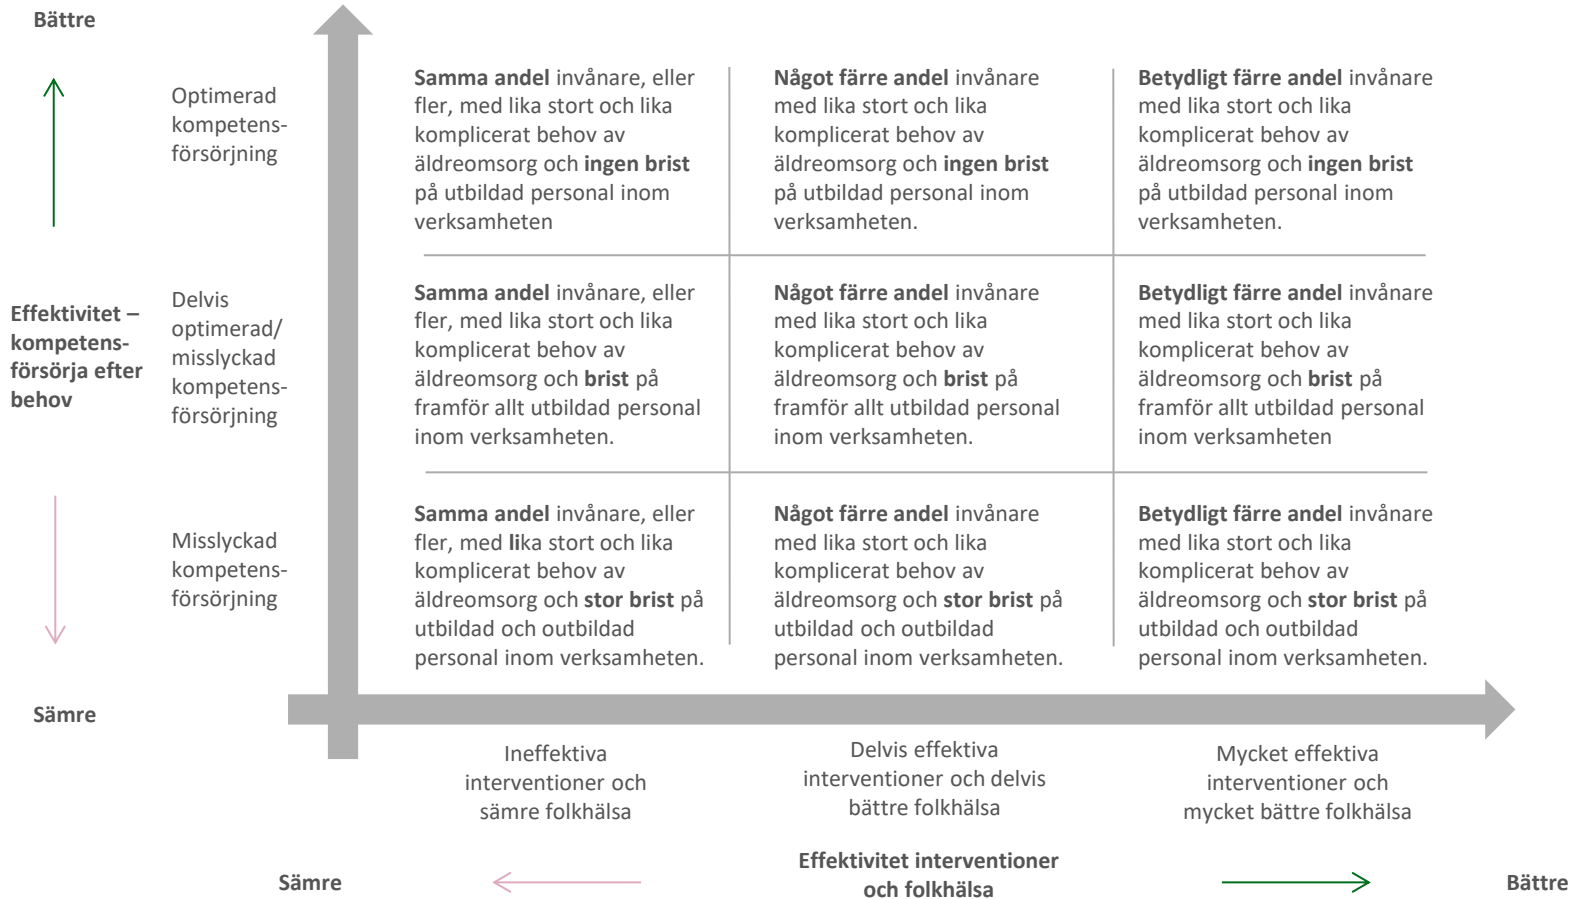 Bättre
Optimerad
kompetens-
försörjning
Samma andel invånare, eller
fler, med lika stort och lika
komplicerat behov av
äldreomsorg och ingen brist
på utbildad personal inom
verksamheten
Något färre andel invånare
med lika stort och lika
komplicerat behov av
äldreomsorg och ingen brist
på utbildad personal inom
verksamheten.
Betydligt färre andel invånare
med lika stort och lika
komplicerat behov av
äldreomsorg och ingen brist
på utbildad personal inom
verksamheten.
Effektivitet –
kompetens-
försörja efter
behov
Delvis
optimerad/
misslyckad
kompetens-
försörjning
Samma andel invånare, eller
fler, med lika stort och lika
komplicerat behov av
äldreomsorg och brist på
framför allt utbildad personal
inom verksamheten.
Något färre andel invånare
med lika stort och lika
komplicerat behov av
äldreomsorg och brist på
framför allt utbildad personal
inom verksamheten.
Betydligt färre andel invånare
med lika stort och lika
komplicerat behov av
äldreomsorg och brist på
framför allt utbildad personal
inom verksamheten
Misslyckad
kompetens-
försörjning
Samma andel invånare, eller
fler, med lika stort och lika
komplicerat behov av
äldreomsorg och stor brist på
utbildad och outbildad
personal inom verksamheten.
Något färre andel invånare
med lika stort och lika
komplicerat behov av
äldreomsorg och stor brist på
utbildad och outbildad
personal inom verksamheten.
Betydligt färre andel invånare
med lika stort och lika
komplicerat behov av
äldreomsorg och stor brist på
utbildad och outbildad
personal inom verksamheten.
Sämre
Ineffektiva
interventioner och
sämre folkhälsa
Delvis effektiva
interventioner och delvis
bättre folkhälsa
Mycket effektiva
interventioner och
mycket bättre folkhälsa
Sämre
Effektivitet interventioner
och folkhälsa
Bättre